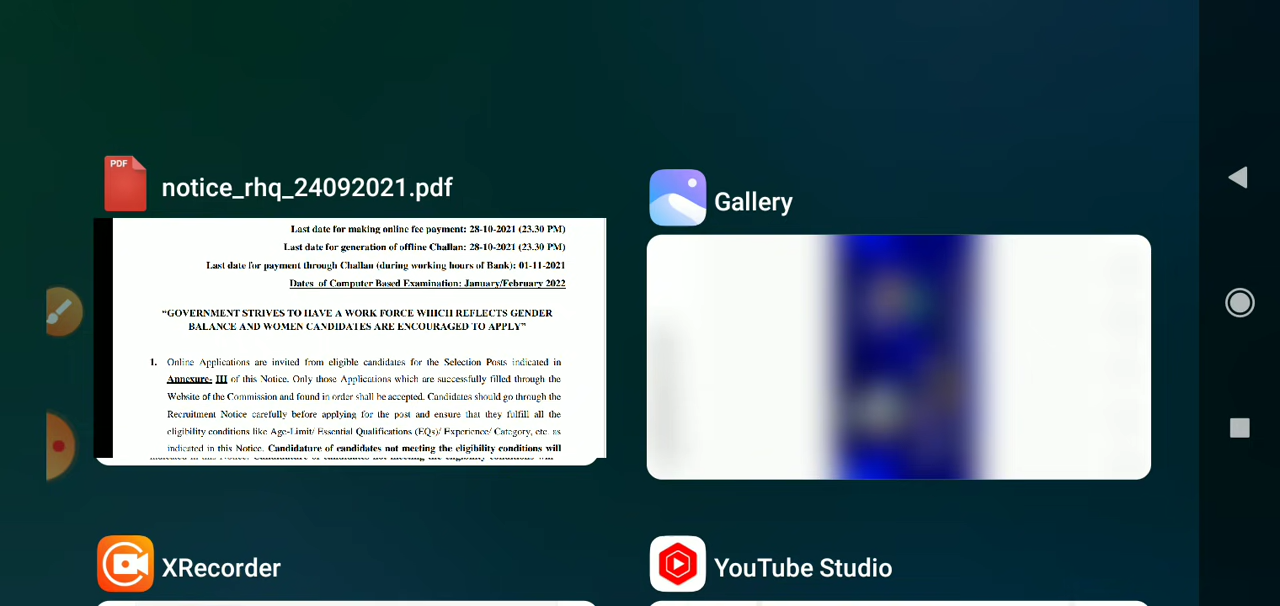 PDF
notice_rhq_24092021.pdf
Last date for making online fee payment: 28-10-2021 (23.30 PM)
Last date for generation of offline Challan: 28-10-2021 (23.30 PM)
Last date for payment through Challan (during working hours of Bank): 01-11-2021
Dates of Computer Based Examination: January/February 2022
“GOVERNMENT STRIVES TO HAVE A WORK FORCE WHICH REFLECTS GENDER
BALANCE AND WOMEN CANDIDATES ARE ENCOURAGED TO APPLY”
1. Online Applications are invited from eligible candidates for the Selection Posts indicated in
Annexure- III of this Notice. Only those Applications which are successfully filled through the
Website of the Commission and found in order shall be accepted. Candidates should go through the
Recruitment Notice carefully before applying for the post and ensure that they fulfill all the
eligibility conditions like Age-Limit/ Essential Qualifications (EQs)/ Experience/ Category, etc. as
indicated in this Notice. Candidature of candidates not meeting the eligibility conditions will
Gallery
XRecorder
YouTube Studio